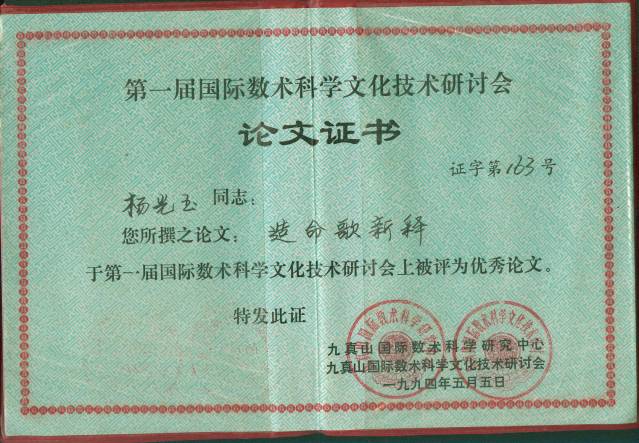 第一届国际数术科学文化技术研讨会
论文证书
证字第163号
杨光玉 同志：
您所撰之论文：造命歌新释
于第一届国际数术科学文化技术研讨会上被评为优秀论文。
特发此证
九真山国际数术科学研究中心
九真山国际数术科学文化技术研讨会
一九九四年五月五日